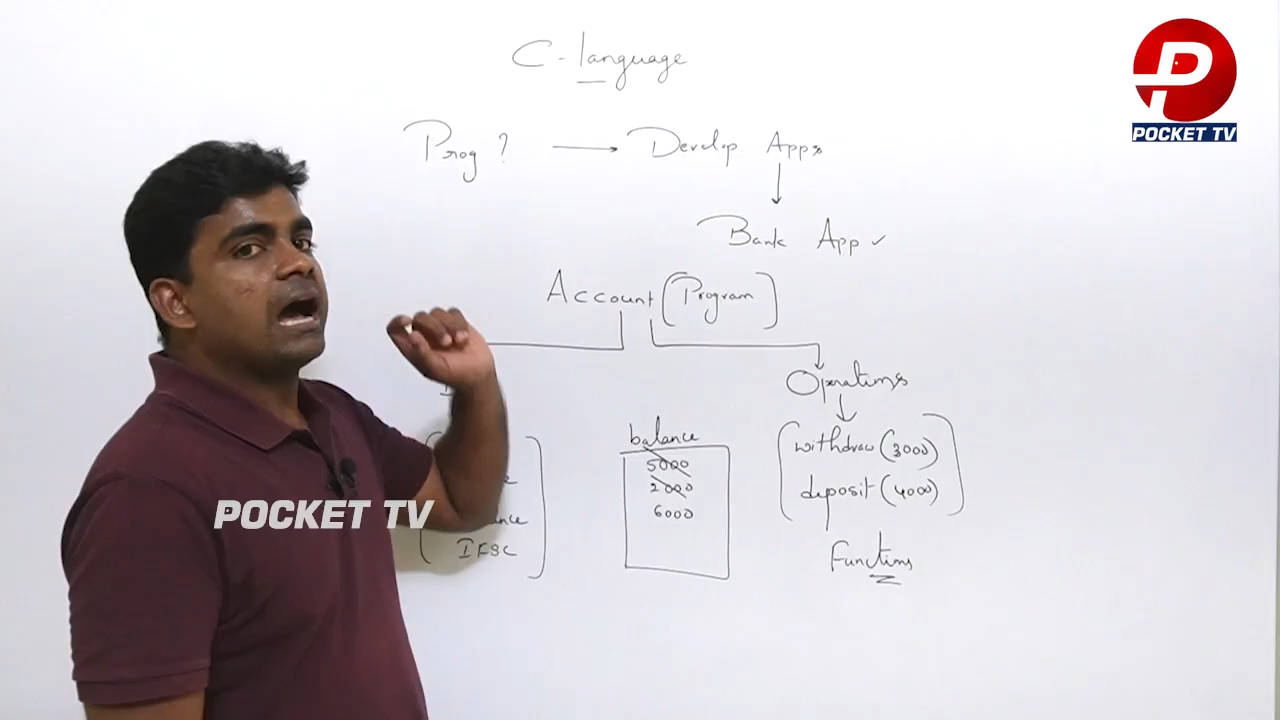 C - language
POCKET TV
Prog ? Develop Apps
Bank App ✓
Account (Program)
Operations
balance
5000
2000
6000
withdraw (3000)
deposit (4000)
IFSC
Functions
POCKET TV